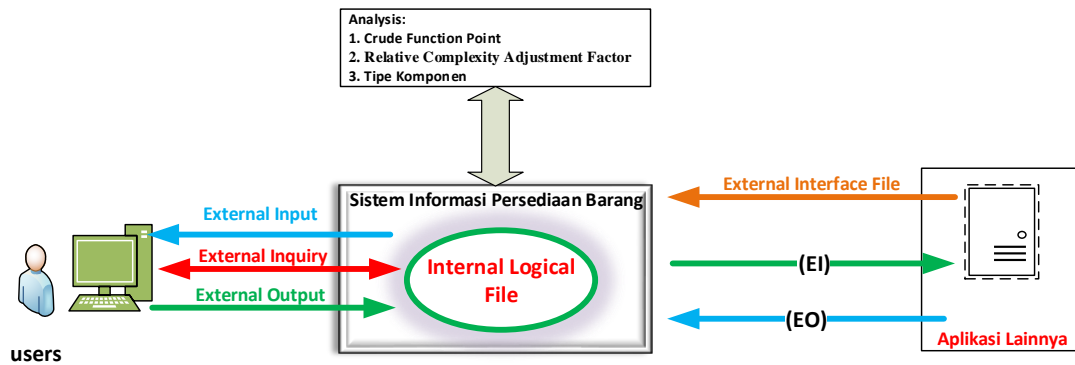 Analysis:
1. Crude Function Point
2. Relative Complexity Adjustment Factor
3. Tipe Komponen
Sistem Informasi Persediaan Barang
External Interface File
External Input
External Inquiry
Internal Logical
File
(EI)
External Output
(EO)
Aplikasi Lainnya
users